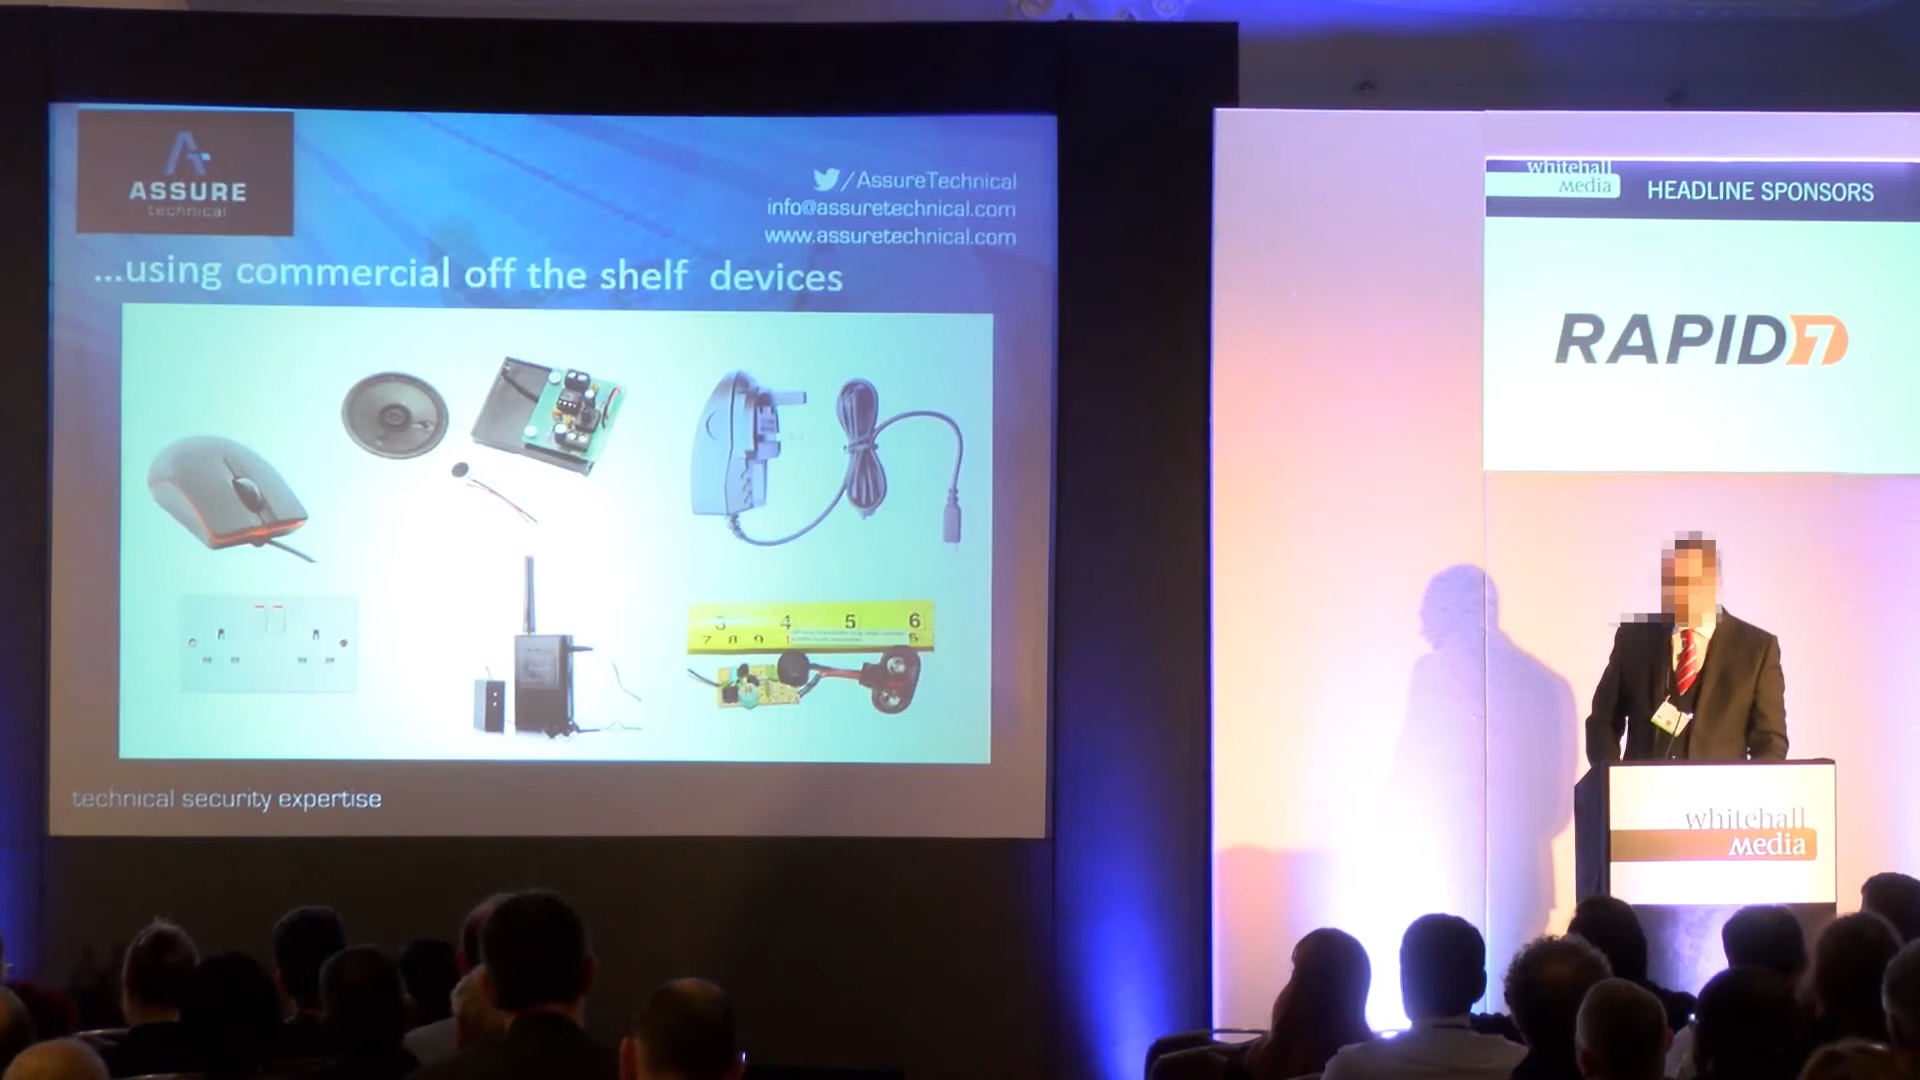 ASSURE
technical
/AssureTechnical
info@assuretechnical.com
www.assuretechnical.com
...using commercial off the shelf devices
3 4 5 6
7 8 9
technical security expertise
whitehall
media
HEADLINE SPONSORS
RAPID7
whitehall
media